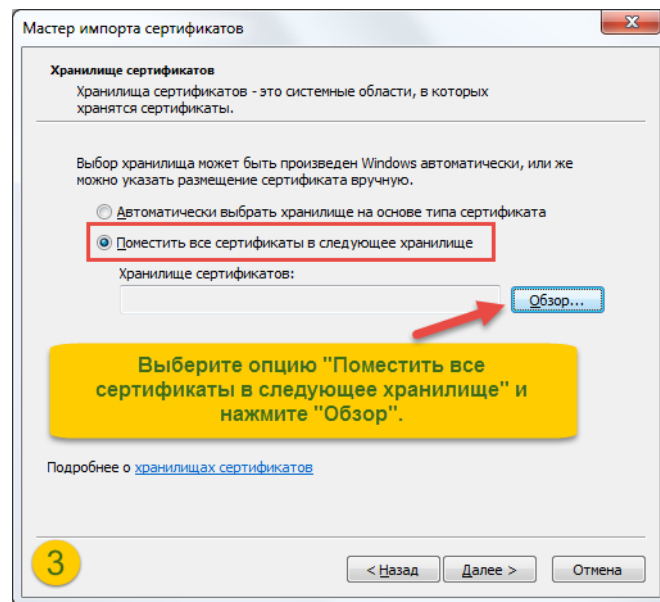 Мастер импорта сертификатов
Хранилище сертификатов
Хранилища сертификатов - это системные области, в которых
хранятся сертификаты.
Выбор хранилища может быть произведен Windows автоматически, или же
можно указать размещение сертификата вручную.
Автоматически выбрать хранилище на основе типа сертификата
Поместить все сертификаты в следующее хранилище
Хранилище сертификатов:
Обзор...
Выберите опцию "Поместить все
сертификаты в следующее хранилище" и
нажмите "Обзор".
Подробнее о хранилищах сертификатов
3
< Назад
Далее >
Отмена